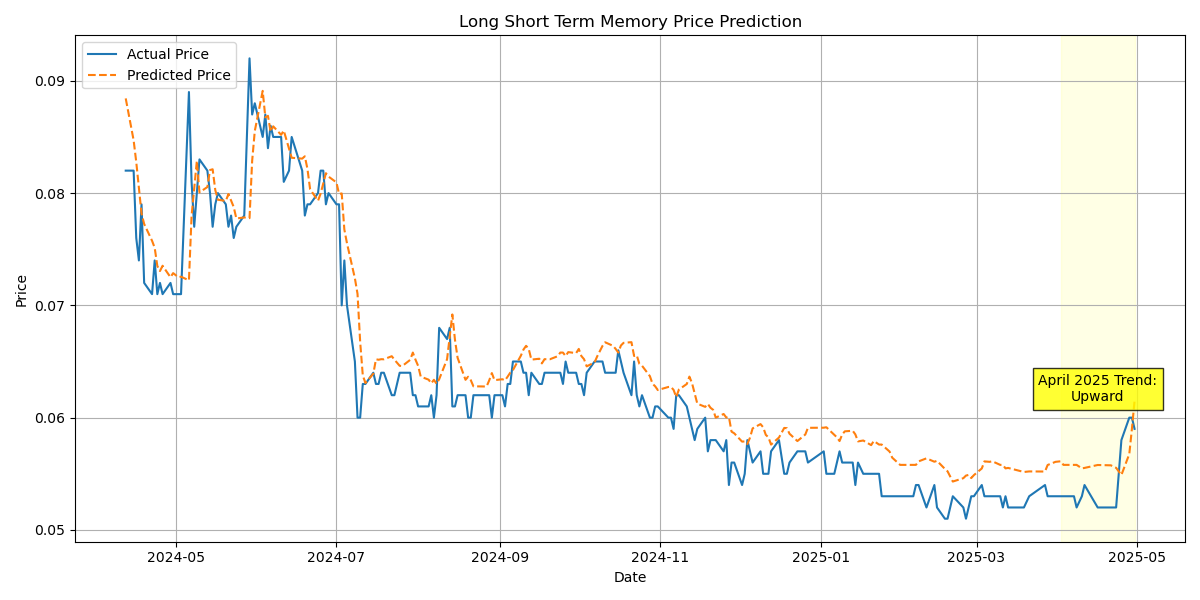 Long Short Term Memory Price Prediction
Actual Price
Predicted Price
Price
0.09
0.08
0.07
0.06
0.05
April 2025 Trend:
Upward
2024-05
2024-07
2024-09
2024-11
2025-01
2025-03
2025-05
Date